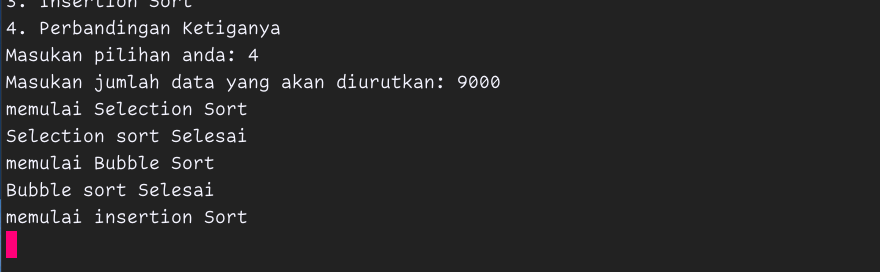 3. Insertion Sort
4. Perbandingan Ketiganya
Masukan pilihan anda: 4
Masukan jumlah data yang akan diurutkan: 9000
memulai Selection Sort
Selection sort Selesai
memulai Bubble Sort
Bubble sort Selesai
memulai insertion Sort